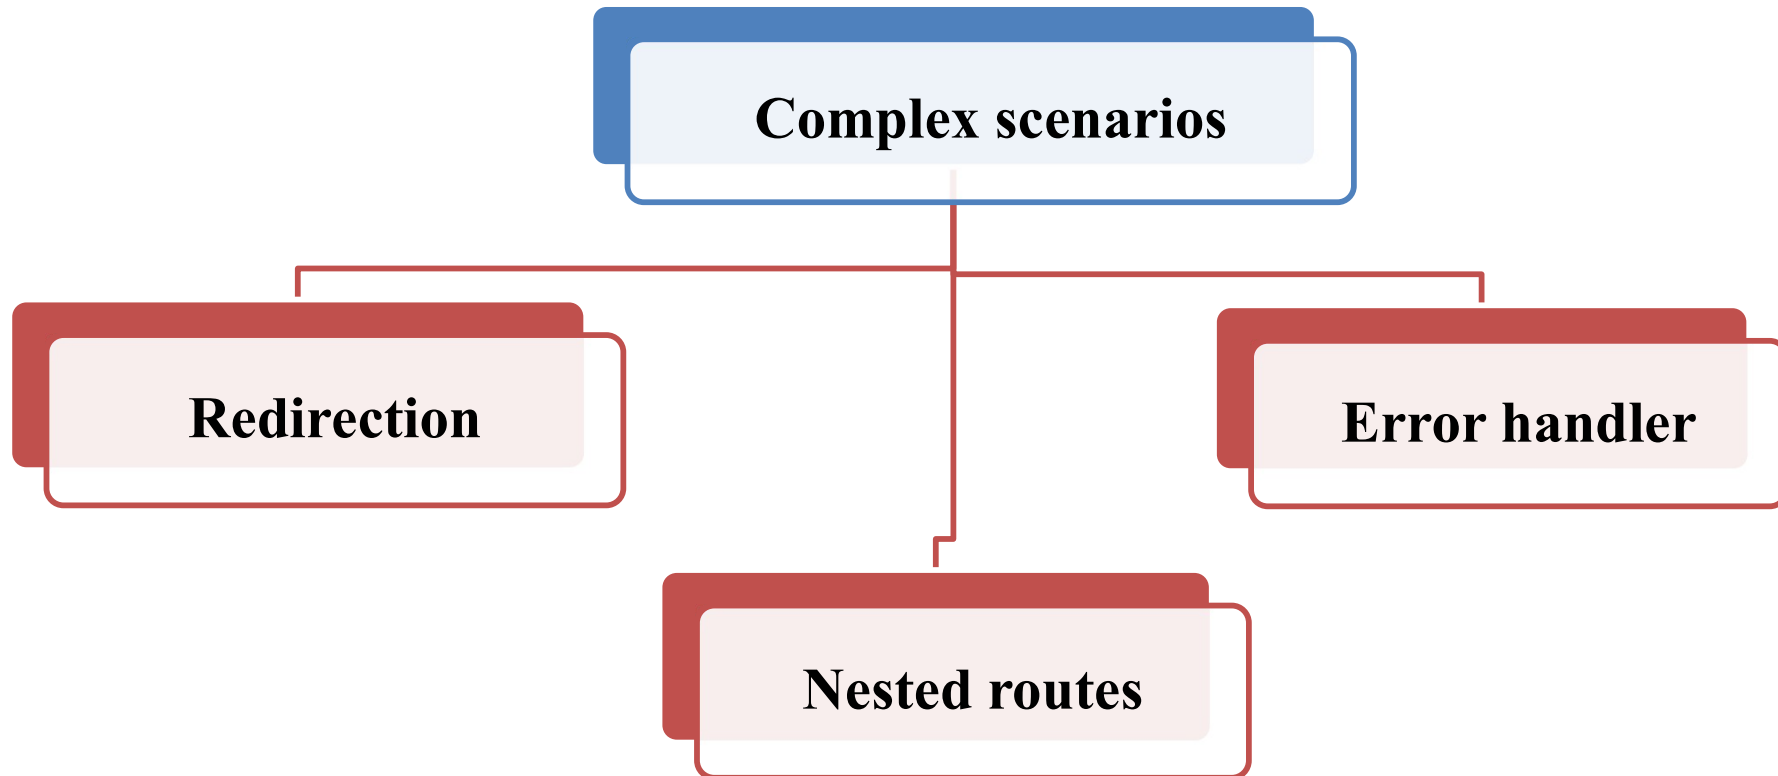 Complex scenarios
Redirection
Error handler
Nested routes